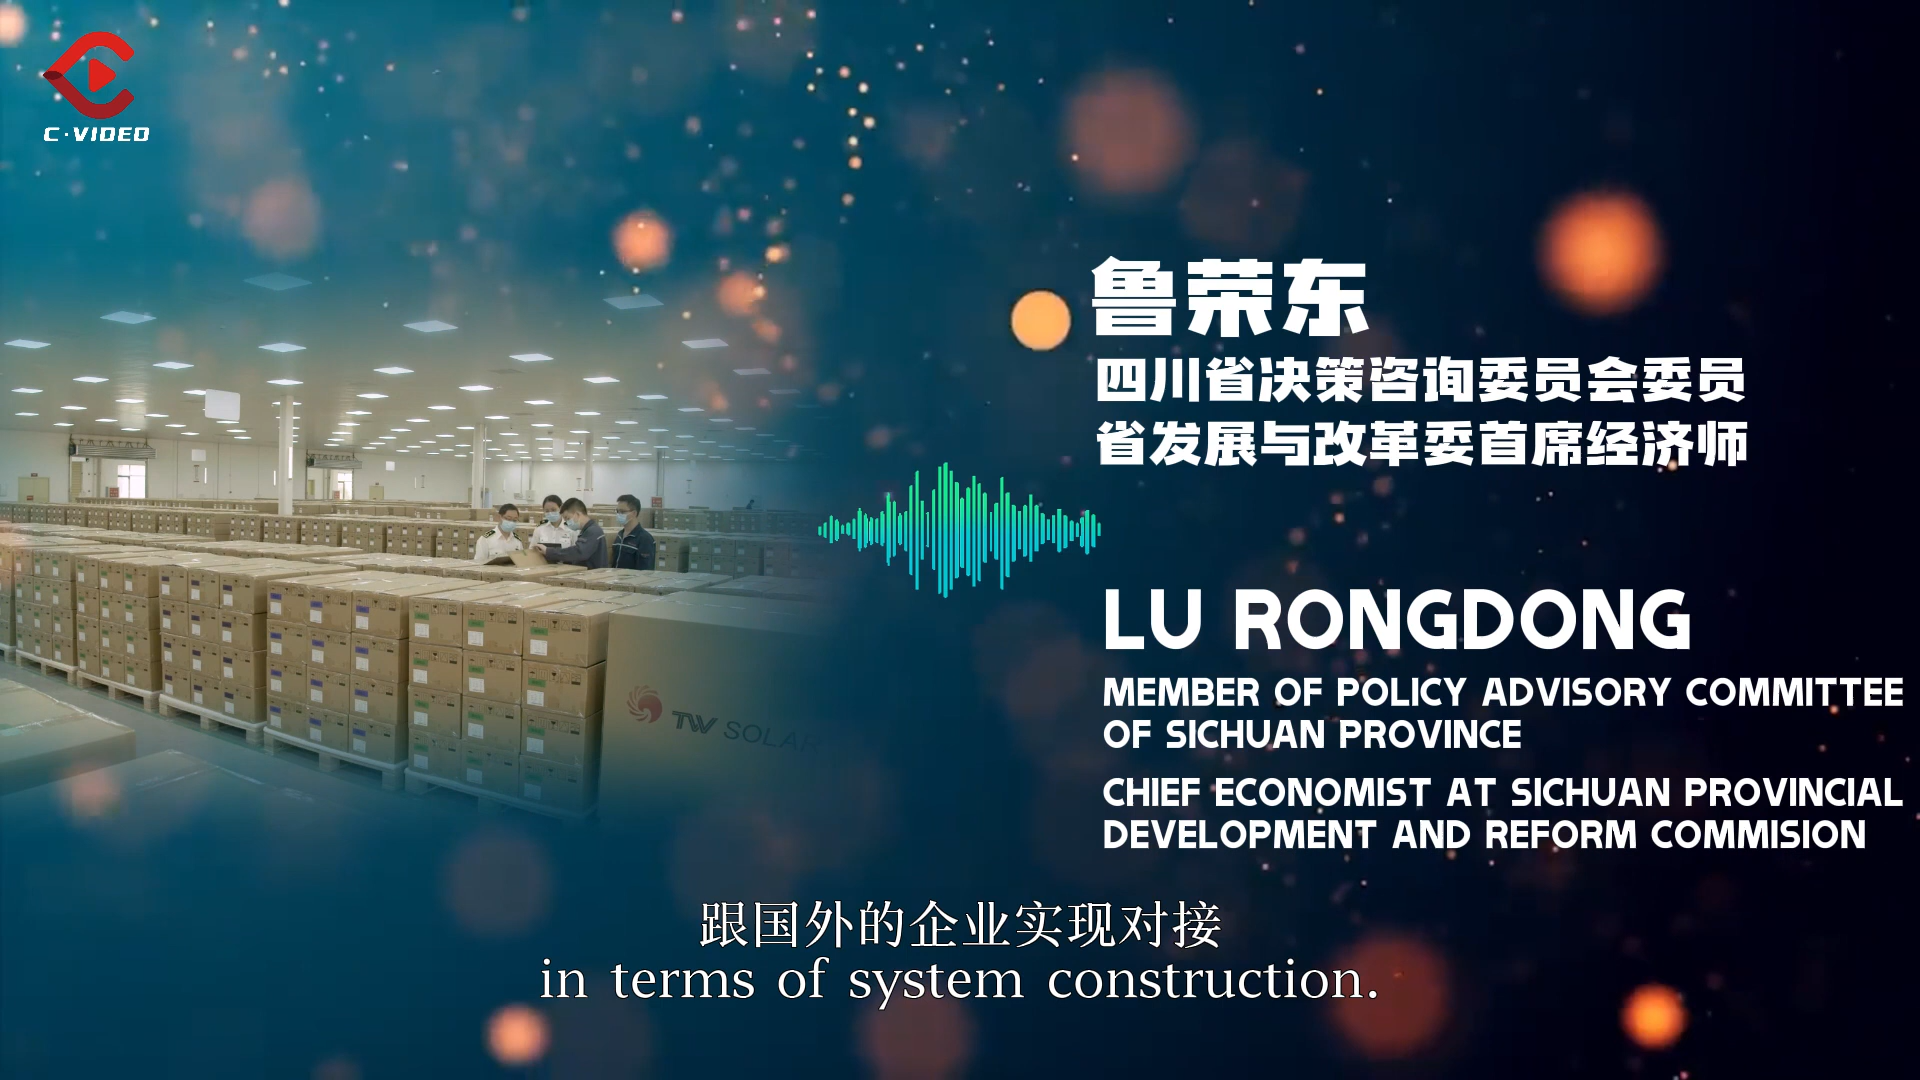 C·VIDEO
鲁荣东
四川省决策咨询委员会委员
省发展与改革委首席经济师
LU RONGDONG
MEMBER OF POLICY ADVISORY COMMITTEE
OF SICHUAN PROVINCE
CHIEF ECONOMIST AT SICHUAN PROVINCIAL
DEVELOPMENT AND REFORM COMMISION
TW SOLAR
跟国外的企业实现对接
in terms of system construction.